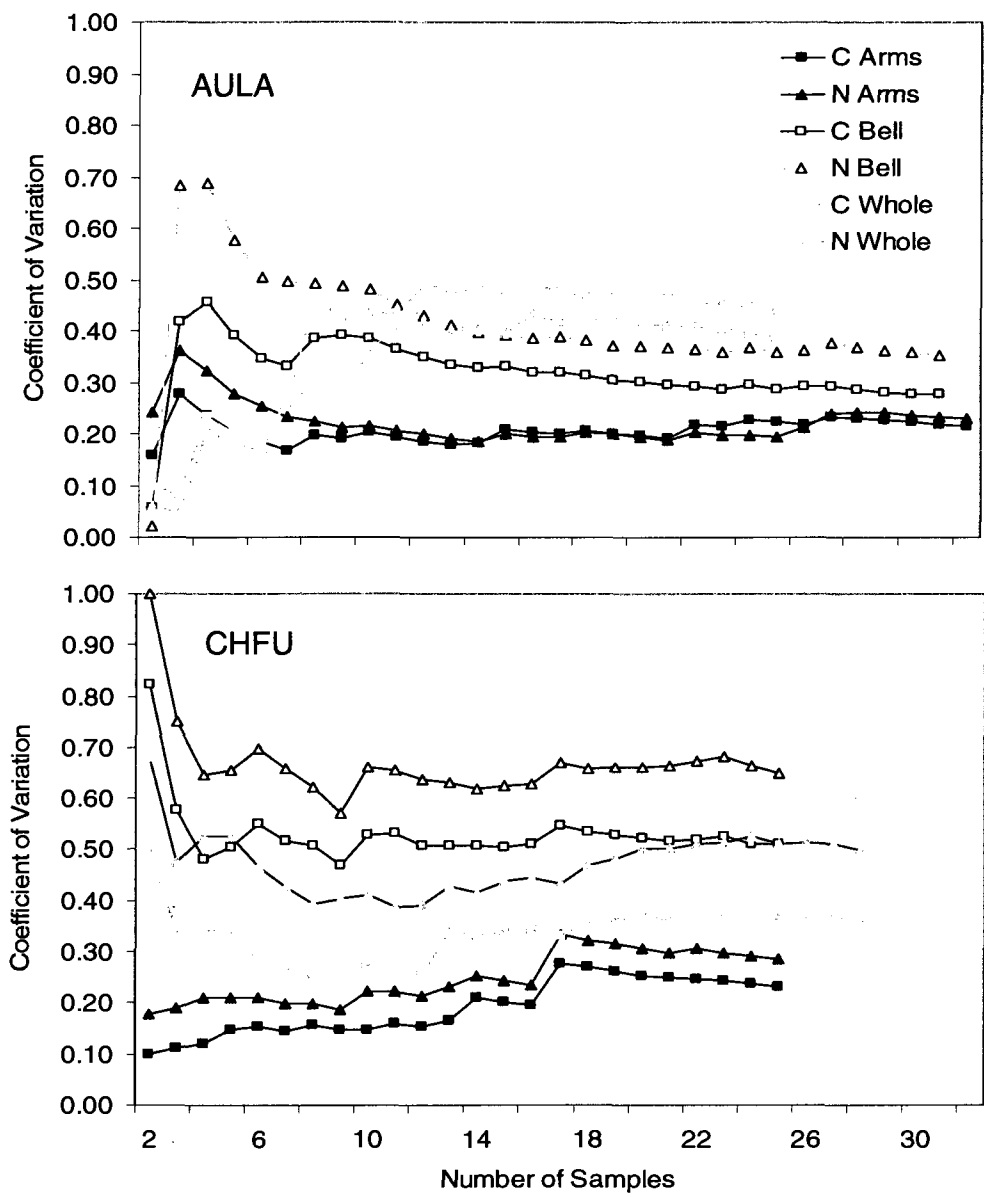 1.00
0.90
0.80
0.70
0.60
0.50
0.40
0.30
0.20
0.10
0.00
Coefficient of Variation
AULA
C Arms
N Arms
C Bell
N Bell
C Whole
N Whole
1.00
0.90
0.80
0.70
0.60
0.50
0.40
0.30
0.20
0.10
0.00
Coefficient of Variation
CHFU
2 6 10 14 18 22 26 30
Number of Samples